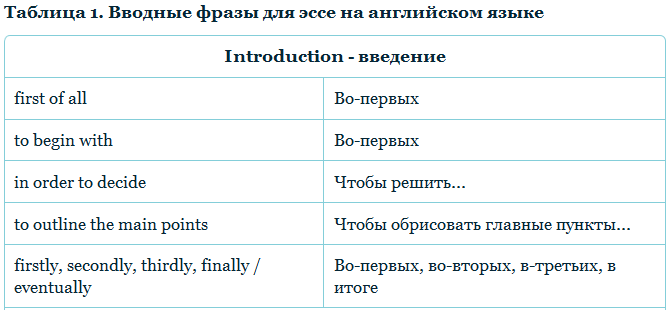 Таблица 1. Вводные фразы для эссе на английском языке
Introduction - введение
first of all
Во-первых
to begin with
Во-первых
in order to decide
Чтобы решить...
to outline the main points
Чтобы обрисовать главные пункты...
firstly, secondly, thirdly, finally /
eventually
Во-первых, во-вторых, в-третьих, в
итоге